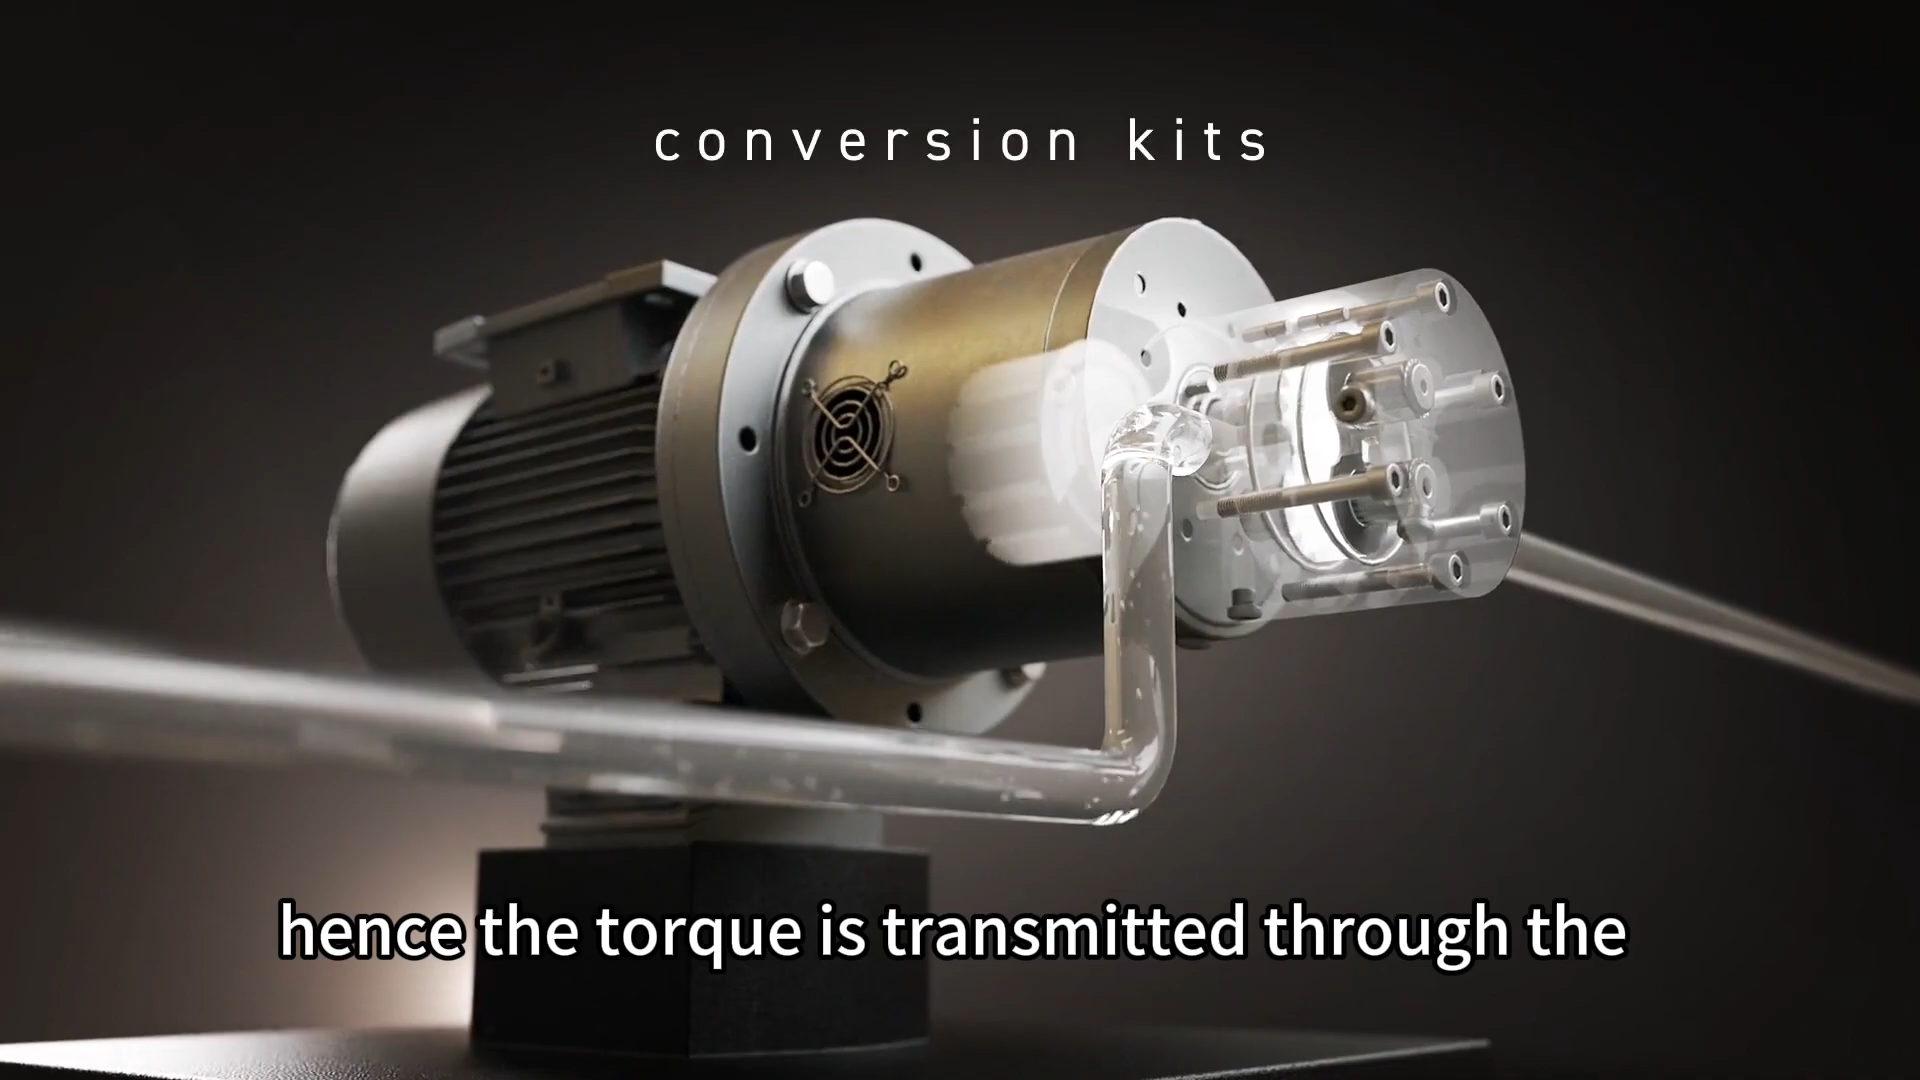 conversion kits
hence the torque is transmitted through the